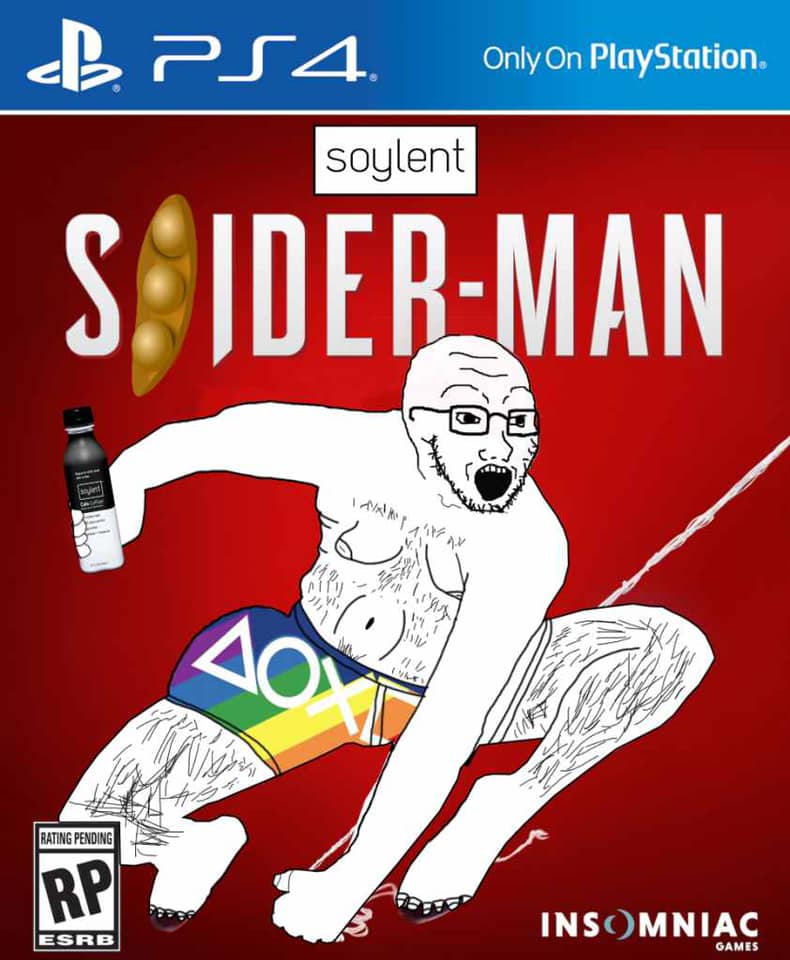 PS4
Only On PlayStation®
soylent
S IDER-MAN
soylent
RATING PENDING
RP
ESRB
INSOMNIAC
GAMES